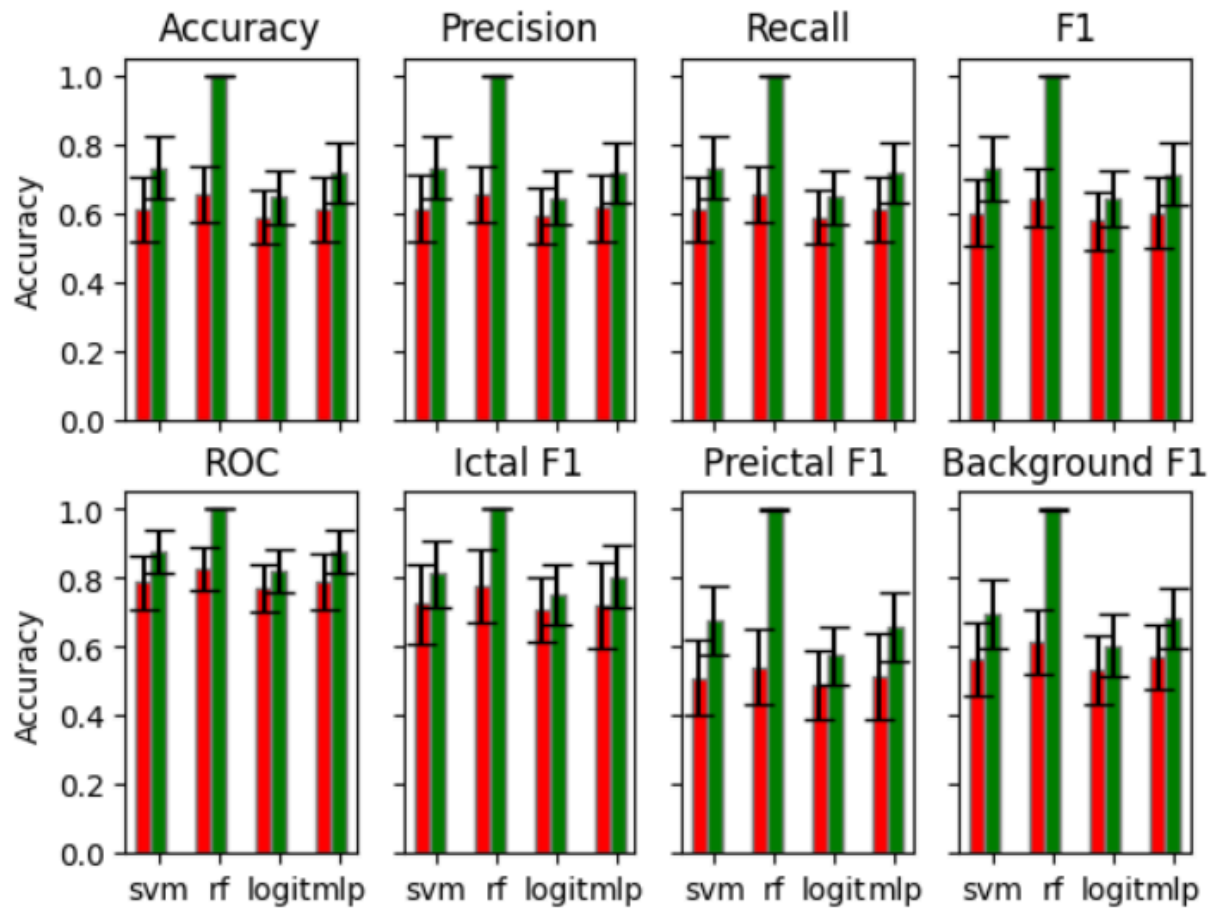 Accuracy Precision Recall F1
1.0
0.8
0.6
0.4
0.2
0.0
Accuracy
ROC Ictal F1 Preictal F1 Background F1
1.0
0.8
0.6
0.4
0.2
0.0
Accuracy
svm rf logit mlp svm rf logit mlp svm rf logit mlp svm rf logit mlp